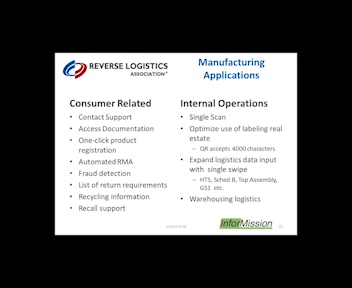 REVERSE LOGISTICS
ASSOCIATION
Manufacturing
Applications
Consumer Related
• Contact Support
• Access Documentation
• One-click product
registration
• Automated RMA
• Fraud detection
• List of return requirements
• Recycling information
• Recall support
Internal Operations
• Single Scan
• Optimize use of labeling real
estate
– QR accepts 4000 characters
• Expand logistics data input
with single swipe
– HTS, Sched B, Top Assembly,
GS1 etc.
• Warehousing logistics
InforMission